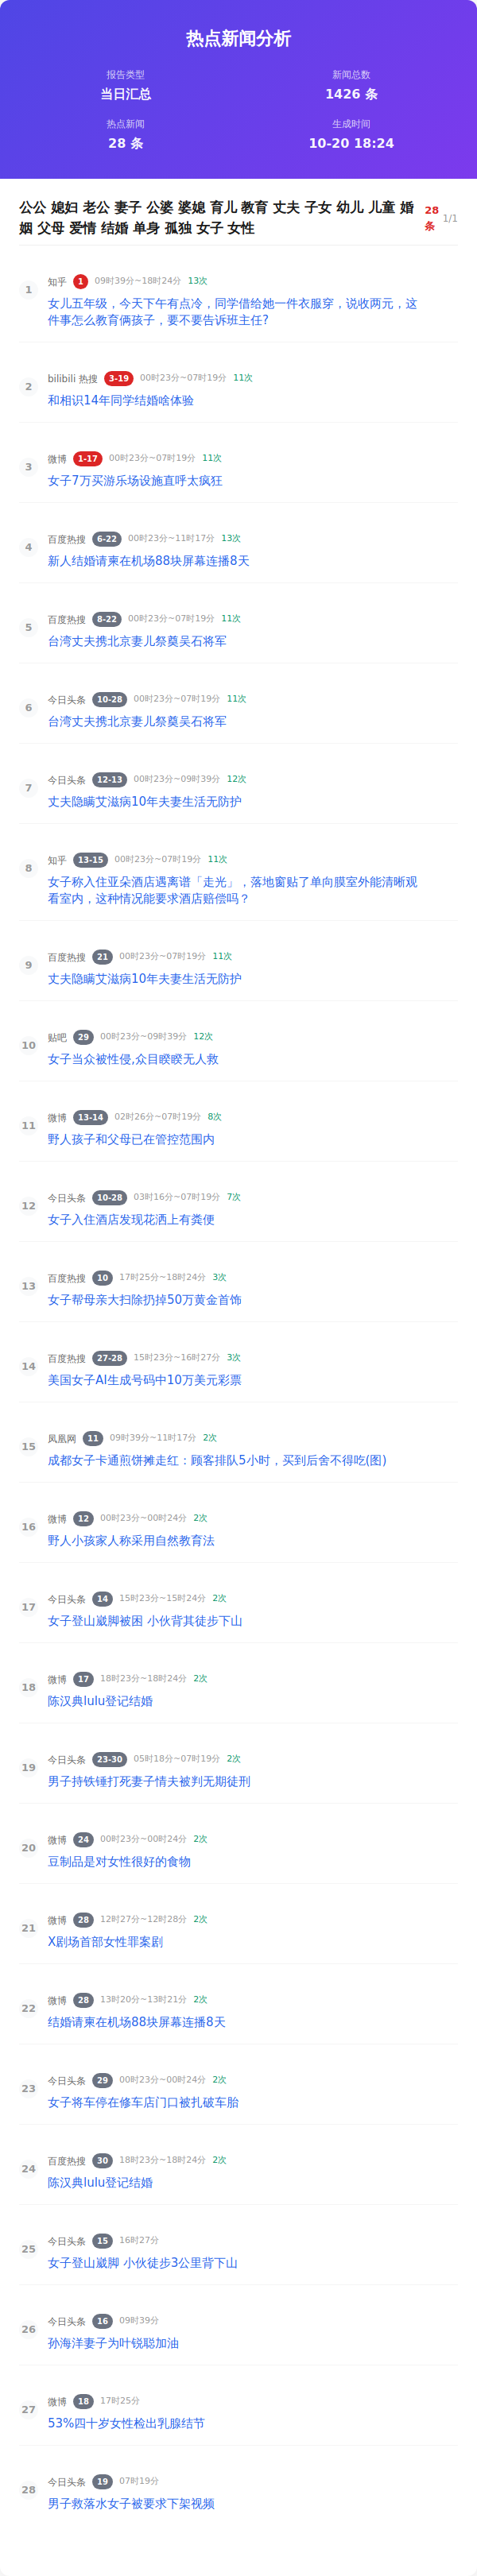 热点新闻分析
报告类型
当日汇总
新闻总数
1426 条
热点新闻
28 条
生成时间
10-20 18:24
公公 媳妇 老公 妻子 公婆 婆媳 育儿 教育 丈夫 子女 幼儿 儿童 婚
姻 父母 爱情 结婚 单身 孤独 女子 女性
28
条
1/1
1
知乎 1 09时39分~18时24分 13次
女儿五年级，今天下午有点冷，同学借给她一件衣服穿，说收两元，这
件事怎么教育俩孩子，要不要告诉班主任?
2
bilibili 热搜 3-19 00时23分~07时19分 11次
和相识14年同学结婚啥体验
3
微博 1-17 00时23分~07时19分 11次
女子7万买游乐场设施直呼太疯狂
4
百度热搜 6-22 00时23分~11时17分 13次
新人结婚请柬在机场88块屏幕连播8天
5
百度热搜 8-22 00时23分~07时19分 11次
台湾丈夫携北京妻儿祭奠吴石将军
6
今日头条 10-28 00时23分~07时19分 11次
台湾丈夫携北京妻儿祭奠吴石将军
7
今日头条 12-13 00时23分~09时39分 12次
丈夫隐瞒艾滋病10年夫妻生活无防护
8
知乎 13-15 00时23分~07时19分 11次
女子称入住亚朵酒店遇离谱「走光」，落地窗贴了单向膜室外能清晰观
看室内，这种情况能要求酒店赔偿吗？
9
百度热搜 21 00时23分~07时19分 11次
丈夫隐瞒艾滋病10年夫妻生活无防护
10
贴吧 29 00时23分~09时39分 12次
女子当众被性侵,众目睽睽无人救
11
微博 13-14 02时26分~07时19分 8次
野人孩子和父母已在管控范围内
12
今日头条 10-28 03时16分~07时19分 7次
女子入住酒店发现花洒上有粪便
13
百度热搜 10 17时25分~18时24分 3次
女子帮母亲大扫除扔掉50万黄金首饰
14
百度热搜 27-28 15时23分~16时27分 3次
美国女子AI生成号码中10万美元彩票
15
凤凰网 11 09时39分~11时17分 2次
成都女子卡通煎饼摊走红：顾客排队5小时，买到后舍不得吃(图)
16
微博 12 00时23分~00时24分 2次
野人小孩家人称采用自然教育法
17
今日头条 14 15时23分~15时24分 2次
女子登山崴脚被困 小伙背其徒步下山
18
微博 17 18时23分~18时24分 2次
陈汉典lulu登记结婚
19
今日头条 23-30 05时18分~07时19分 2次
男子持铁锤打死妻子情夫被判无期徒刑
20
微博 24 00时23分~00时24分 2次
豆制品是对女性很好的食物
21
微博 28 12时27分~12时28分 2次
X剧场首部女性罪案剧
22
微博 28 13时20分~13时21分 2次
结婚请柬在机场88块屏幕连播8天
23
今日头条 29 00时23分~00时24分 2次
女子将车停在修车店门口被扎破车胎
24
百度热搜 30 18时23分~18时24分 2次
陈汉典lulu登记结婚
25
今日头条 15 16时27分
女子登山崴脚 小伙徒步3公里背下山
26
今日头条 16 09时39分
孙海洋妻子为叶锐聪加油
27
微博 18 17时25分
53%四十岁女性检出乳腺结节
28
今日头条 19 07时19分
男子救落水女子被要求下架视频